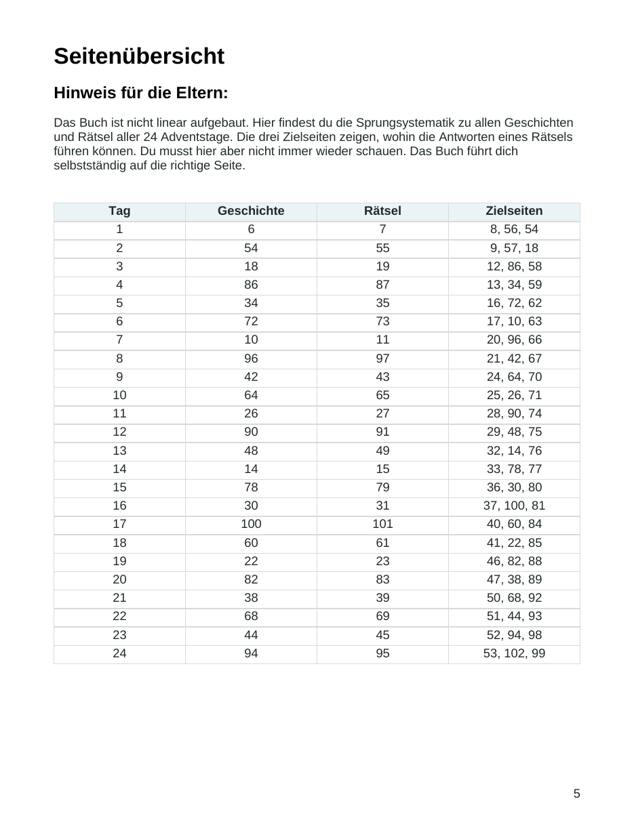 Seitenübersicht
Hinweis für die Eltern:
Das Buch ist nicht linear aufgebaut. Hier findest du die Sprungsystematik zu allen Geschichten
und Rätsel aller 24 Adventstage. Die drei Zielseiten zeigen, wohin die Antworten eines Rätsels
führen können. Du musst hier aber nicht immer wieder schauen. Das Buch führt dich
selbstständig auf die richtige Seite.
Tag Geschichte Rätsel Zielseiten
1 6 7 8, 56, 54
2 54 55 9, 57, 18
3 18 19 12, 86, 58
4 86 87 13, 34, 59
5 34 35 16, 72, 62
6 72 73 17, 10, 63
7 10 11 20, 96, 66
8 96 97 21, 42, 67
9 42 43 24, 64, 70
10 64 65 25, 26, 71
11 26 27 28, 90, 74
12 90 91 29, 48, 75
13 48 49 32, 14, 76
14 14 15 33, 78, 77
15 78 79 36, 30, 80
16 30 31 37, 100, 81
17 100 101 40, 60, 84
18 60 61 41, 22, 85
19 22 23 46, 82, 88
20 82 83 47, 38, 89
21 38 39 50, 68, 92
22 68 69 51, 44, 93
23 44 45 52, 94, 98
24 94 95 53, 102, 99
5